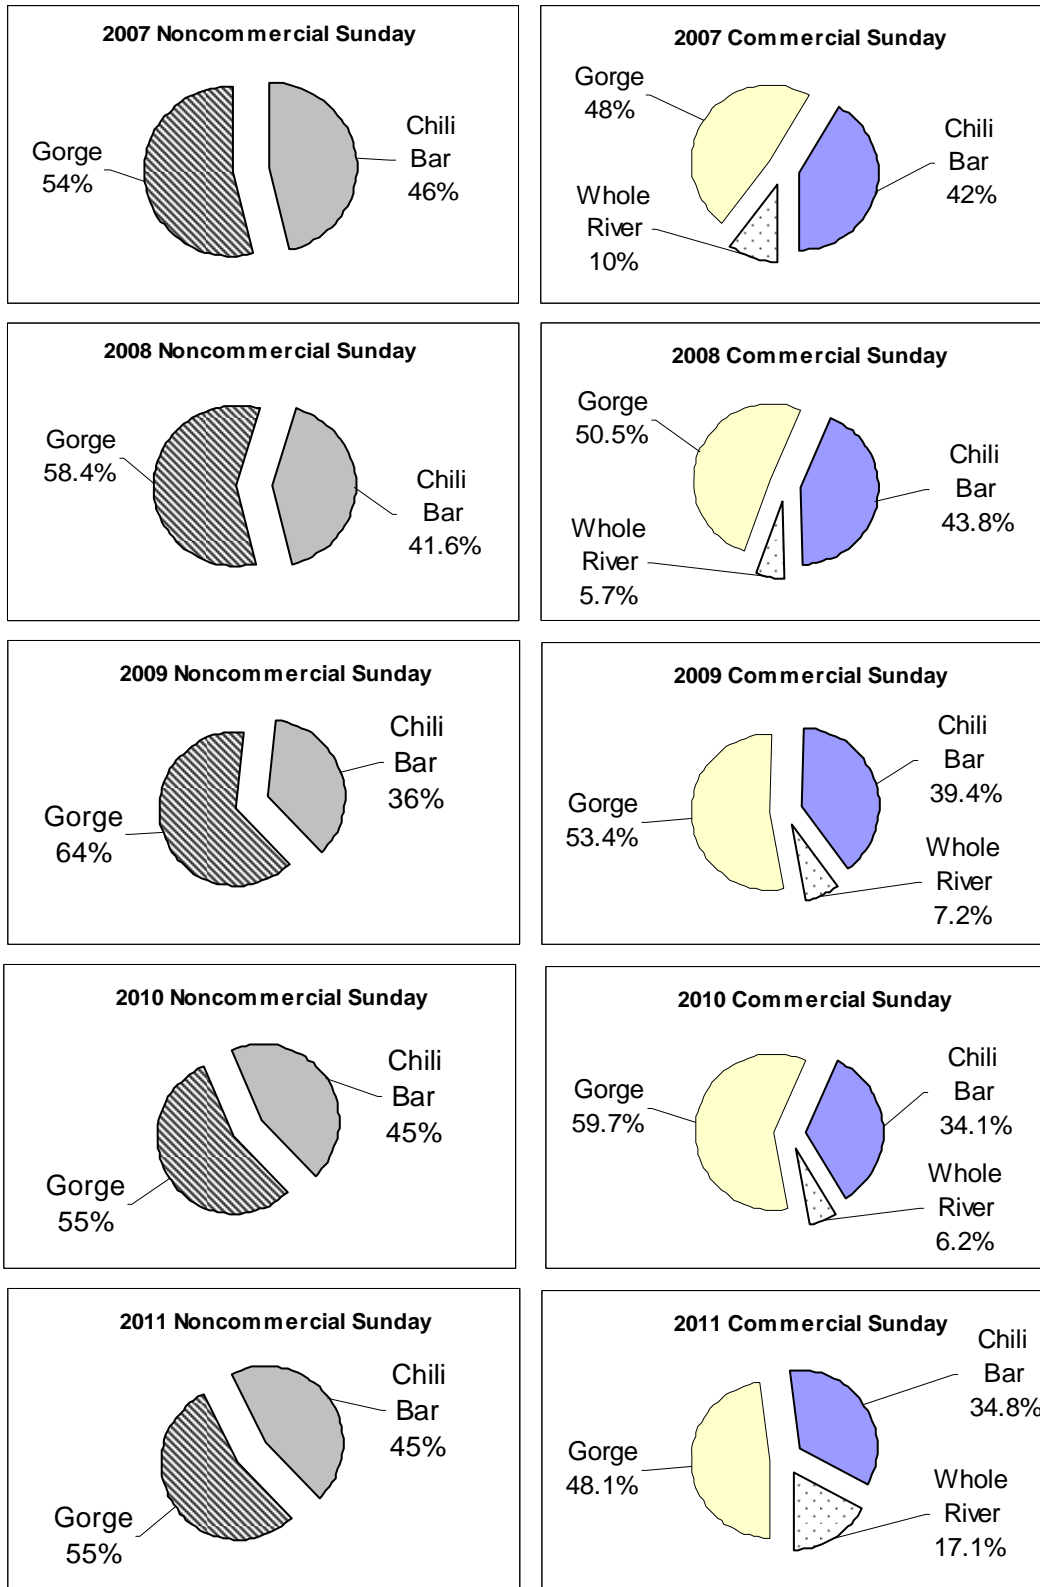 2007 Noncommercial Sunday
Gorge
54%
Chili
Bar
46%
2007 Commercial Sunday
Gorge
48%
Chili
Bar
42%
Whole
River
10%
2008 Noncommercial Sunday
Gorge
58.4%
Chili
Bar
41.6%
2008 Commercial Sunday
Gorge
50.5%
Chili
Bar
43.8%
Whole
River
5.7%
2009 Noncommercial Sunday
Chili
Bar
36%
Gorge
64%
2009 Commercial Sunday
Chili
Bar
39.4%
Gorge
53.4%
Whole
River
7.2%
2010 Noncommercial Sunday
Chili
Bar
45%
Gorge
55%
2010 Commercial Sunday
Chili
Bar
34.1%
Gorge
59.7%
Whole
River
6.2%
2011 Noncommercial Sunday
Chili
Bar
45%
Gorge
55%
2011 Commercial Sunday
Chili
Bar
34.8%
Gorge
48.1%
Whole
River
17.1%